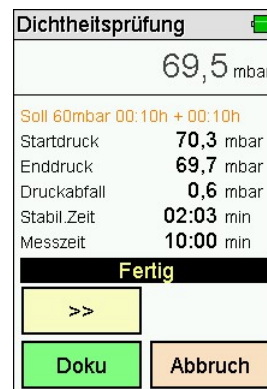 Dichtheitsprüfung
69,5 mbar
Soll 60mbar 00:10h + 00:10h
Startdruck 70,3 mbar
Enddruck 69,7 mbar
Druckabfall 0,6 mbar
Stabil.Zeit 02:03 min
Messzeit 10:00 min
Fertig
>>
Doku Abbruch